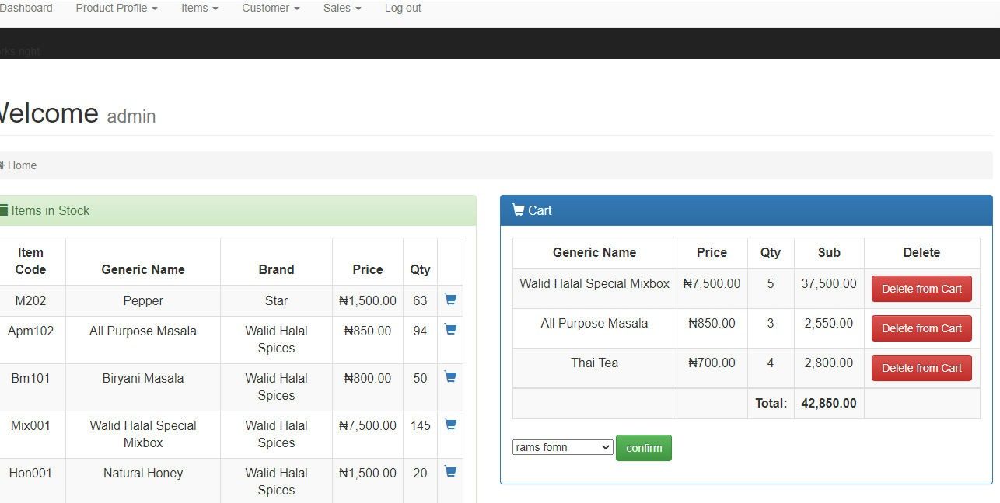 Dashboard Product Profile Items Customer Sales Log out
rks right
Welcome admin
Home
Items in Stock
Item Code Generic Name Brand Price Qty
M202 Pepper Star ₦1,500.00 63
Apm102 All Purpose Masala Walid Halal Spices ₦850.00 94
Bm101 Biryani Masala Walid Halal Spices ₦800.00 50
Mix001 Walid Halal Special Mixbox Walid Halal Spices ₦7,500.00 145
Hon001 Natural Honey Walid Halal Spices ₦1,500.00 20
Cart
Generic Name Price Qty Sub Delete
Walid Halal Special Mixbox ₦7,500.00 5 37,500.00 Delete from Cart
All Purpose Masala ₦850.00 3 2,550.00 Delete from Cart
Thai Tea ₦700.00 4 2,800.00 Delete from Cart
Total: 42,850.00
rams fomn confirm